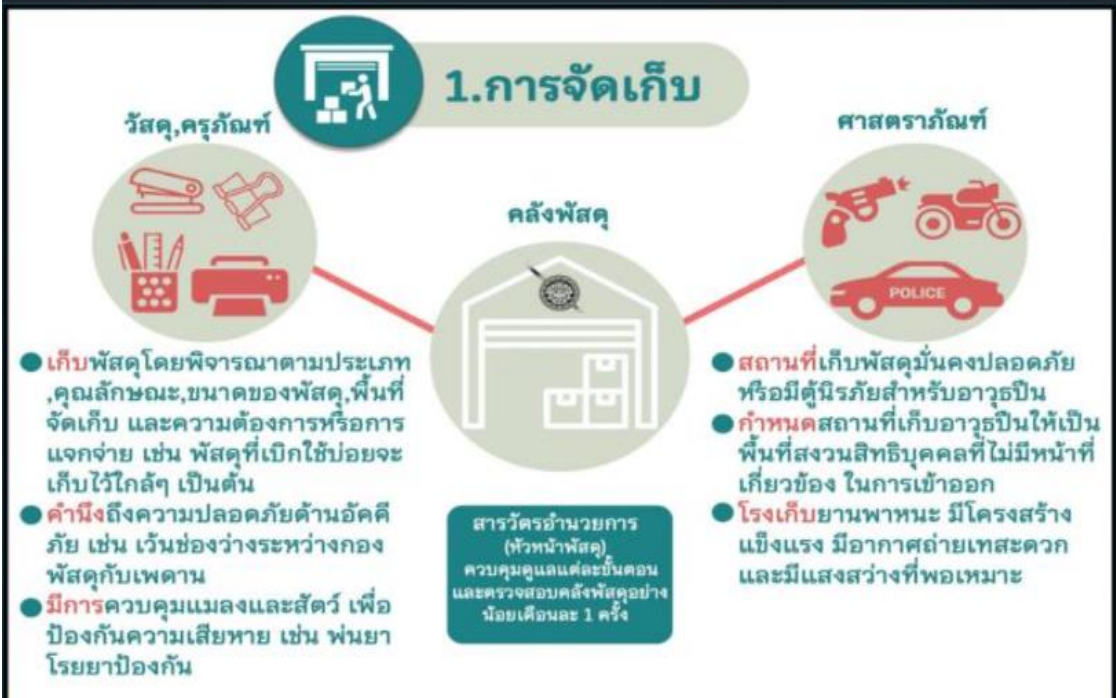 1.การจัดเก็บ
วัสดุ,ครุภัณฑ์
คลังพัสดุ
ศาสตราภัณฑ์
POLICE
เก็บพัสดุโดยพิจารณาตามประเภท
,คุณลักษณะ,ขนาดของพัสดุ,พื้นที่
จัดเก็บ และความต้องการหรือการ
แจกจ่าย เช่น พัสดุที่เบิกใช้บ่อยจะ
เก็บไว้ใกล้ๆ เป็นต้น
คำนึงถึงความปลอดภัยด้านอัคคี
ภัย เช่น เว้นช่องว่างระหว่างกอง
พัสดุกับเพดาน
มีการควบคุมแมลงและสัตว์ เพื่อ
ป้องกันความเสียหาย เช่น พ่นยา
โรยยาป้องกัน
สารวัตรอำนวยการ
(หัวหน้าพัสดุ)
ควบคุมดูแลแต่ละขั้นตอน
และตรวจสอบคลังพัสดุอย่าง
น้อยเดือนละ 1 ครั้ง
สถานที่เก็บพัสดุมั่นคงปลอดภัย
หรือมีตู้นิรภัยสำหรับอาวุธปืน
กำหนดสถานที่เก็บอาวุธปืนให้เป็น
พื้นที่สงวนสิทธิบุคคลที่ไม่มีหน้าที่
เกี่ยวข้อง ในการเข้าออก
โรงเก็บยานพาหนะ มีโครงสร้าง
แข็งแรง มีอากาศถ่ายเทสะดวก
และมีแสงสว่างที่พอเหมาะ